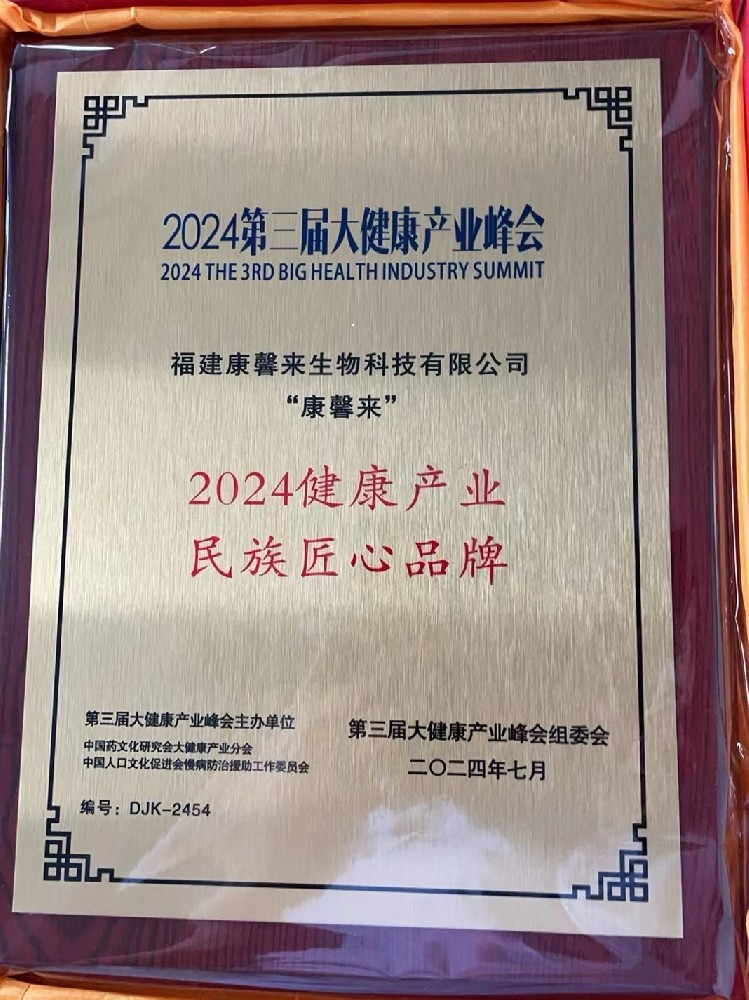 2024第三届大健康产业峰会
2024 THE 3RD BIG HEALTH INDUSTRY SUMMIT
福建康馨来生物科技有限公司
“康馨来”
2024健康产业
民族匠心品牌
第三届大健康产业峰会主办单位
中国药文化研究会大健康产业分会
中国人口文化促进会慢病防治援助工作委员会
编号：DJK-2454
第三届大健康产业峰会组委会
二〇二四年七月